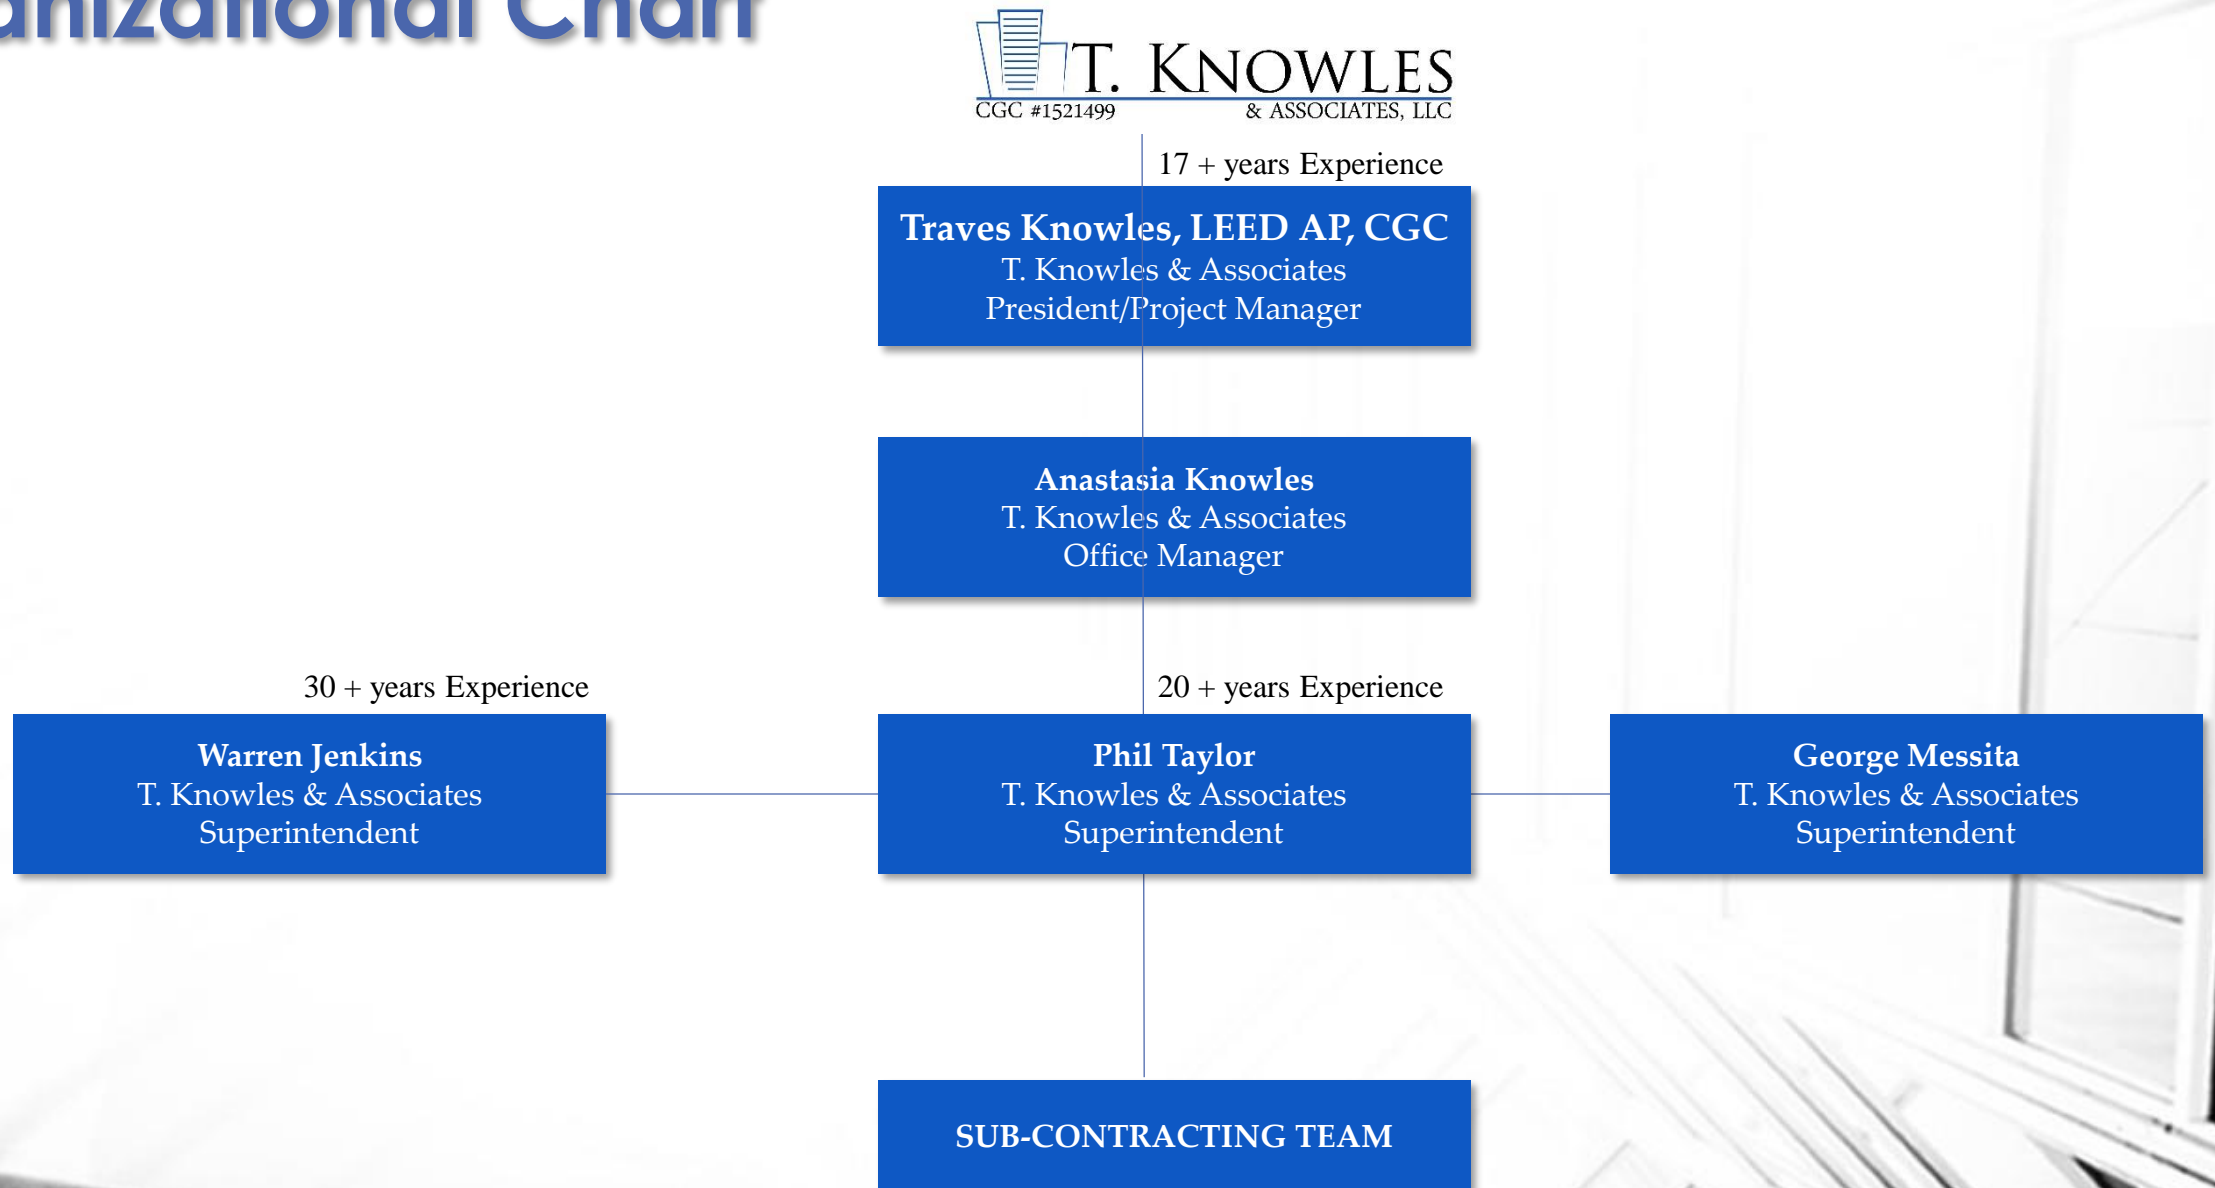 anizational Chart
T. KNOWLES
CGC #1521499 & ASSOCIATES, LLC
17 + years Experience
Traves Knowles, LEED AP, CGC
T. Knowles & Associates
President/Project Manager
Anastasia Knowles
T. Knowles & Associates
Office Manager
30 + years Experience
20 + years Experience
Warren Jenkins
T. Knowles & Associates
Superintendent
Phil Taylor
T. Knowles & Associates
Superintendent
George Messita
T. Knowles & Associates
Superintendent
SUB-CONTRACTING TEAM